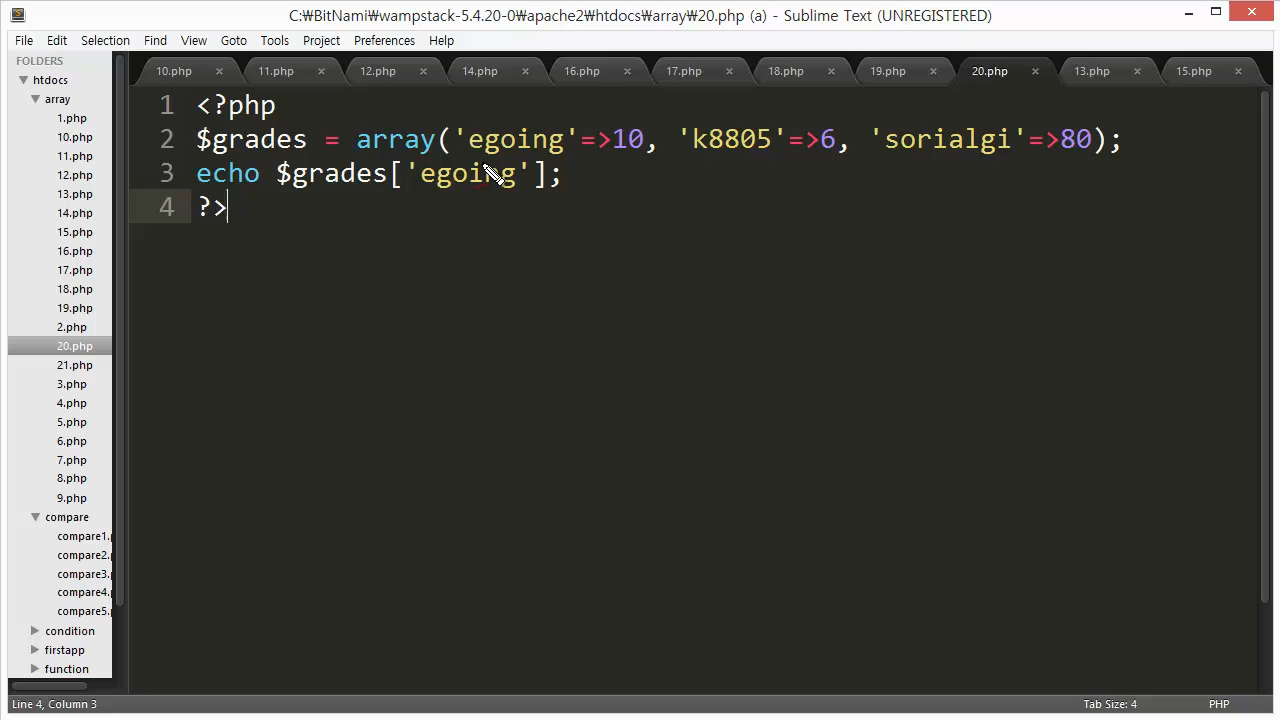 C:₩BitNami₩wampstack-5.4.20-0₩apache2₩htdocs₩array₩20.php (a) - Sublime Text (UNREGISTERED)
File Edit Selection Find View Goto Tools Project Preferences Help
FOLDERS
htdocs
array
1.php
10.php
11.php
12.php
13.php
14.php
15.php
16.php
17.php
18.php
19.php
2.php
20.php
21.php
3.php
4.php
5.php
6.php
7.php
8.php
9.php
compare
compare1.
compare2.
compare3.
compare4.
compare5.
condition
firstapp
function
10.php 11.php 12.php 14.php 16.php 17.php 18.php 19.php 20.php 13.php 15.php
1 <?php
2 $grades = array('egoing'=>10, 'k8805'=>6, 'sorialgi'=>80);
3 echo $grades['egoing'];
4 ?>
Line 4, Column 3 Tab Size: 4 PHP